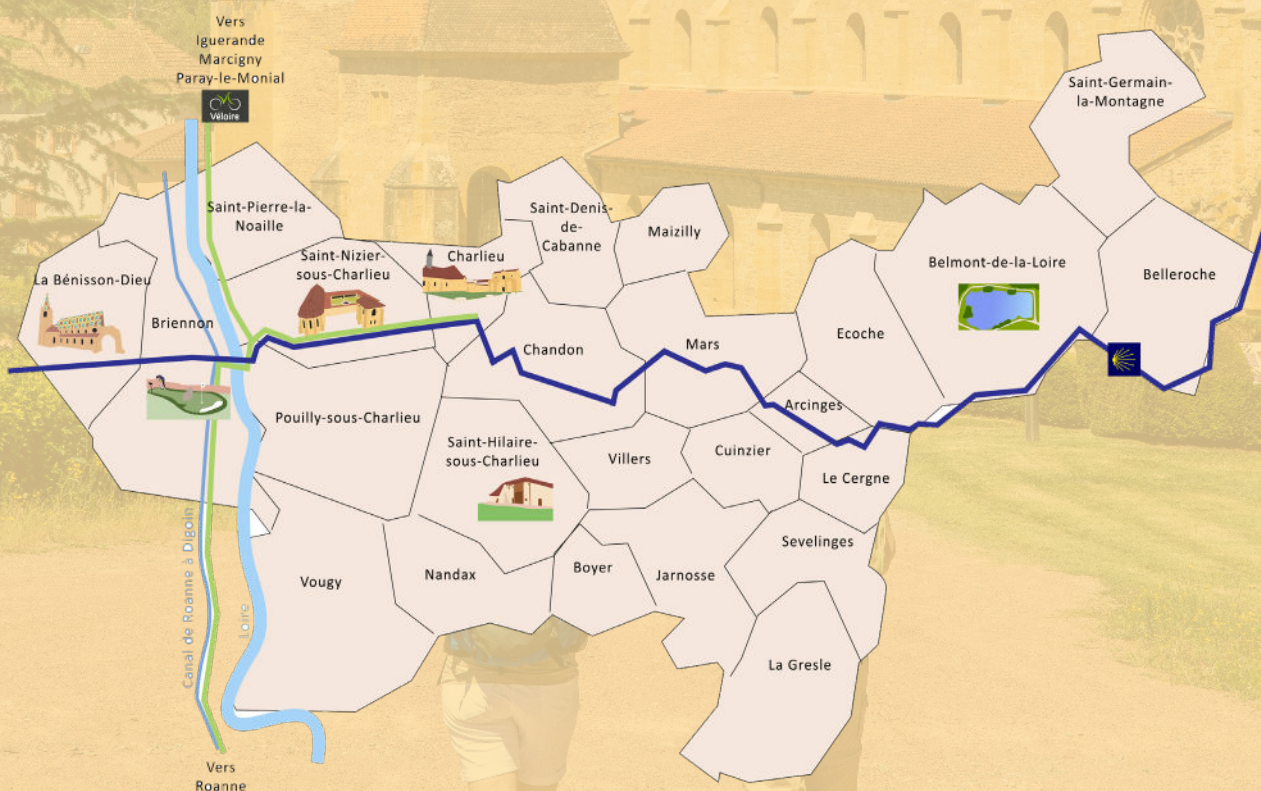 Vers
Iguerande
Marcigny
Paray-le-Monial
Véloire
Saint-Germain-
la-Montagne
Saint-Pierre-la-
Noaille
Saint-Denis-
de-
Cabanne
Maizilly
Saint-Nizier-
sous-Charlieu
Charlieu
La Bénisson-Dieu
Belmont-de-la-Loire
Belleroche
Briennon
Chandon
Mars
Ecoche
Arcinges
Pouilly-sous-Charlieu
Saint-Hilaire-
sous-Charlieu
Villers
Cuinzier
Le Cergne
Sevelinges
Vougy
Nandax
Boyer
Jarnosse
Canal de Roanne à Digoin
Loire
La Gresle
Vers
Roanne